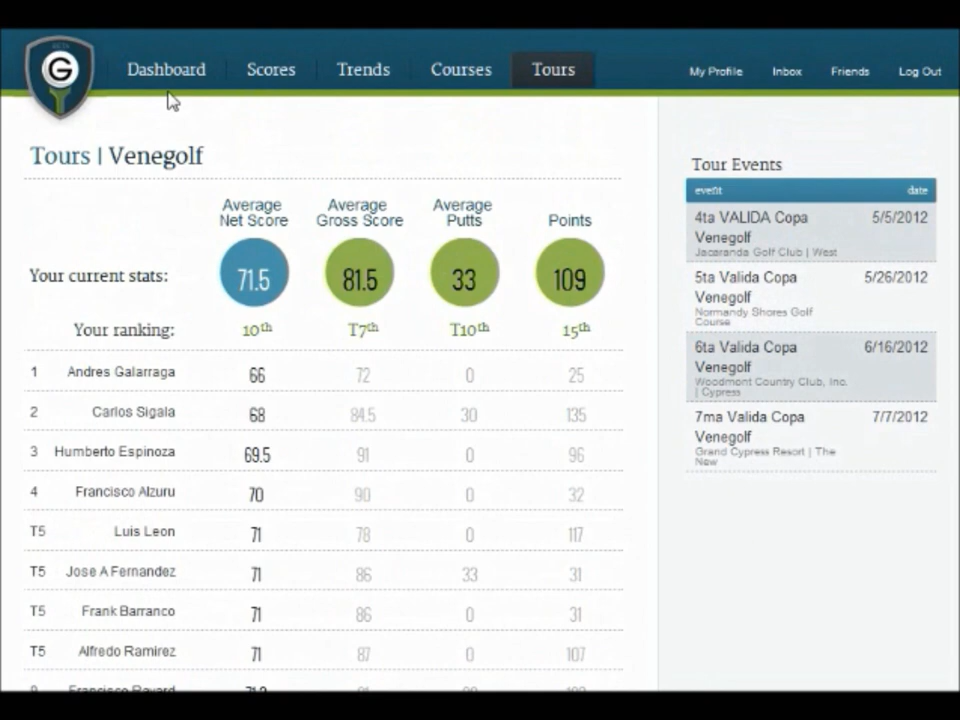 BETA
G
Dashboard Scores Trends Courses Tours My Profile Inbox Friends Log Out
Tours | Venegolf
Average Net Score Average Gross Score Average Putts Points
Your current stats: 71.5 81.5 33 109
Your ranking: 10th T7th T10th 15th
1 Andres Galarraga 66 72 0 25
2 Carlos Sigala 68 84.5 30 135
3 Humberto Espinoza 69.5 91 0 96
4 Francisco Alzuru 70 90 0 32
T5 Luis Leon 71 78 0 117
T5 Jose A Fernandez 71 86 33 31
T5 Frank Barranco 71 86 0 31
T5 Alfredo Ramirez 71 87 0 107
Tour Events
event date
4ta VALIDA Copa 5/5/2012
Venegolf
Jacaranda Golf Club | West
5ta Valida Copa 5/26/2012
Venegolf
Normandy Shores Golf
Course
6ta Valida Copa 6/16/2012
Venegolf
Woodmont Country Club, Inc.
| Cypress
7ma Valida Copa 7/7/2012
Venegolf
Grand Cypress Resort | The
New